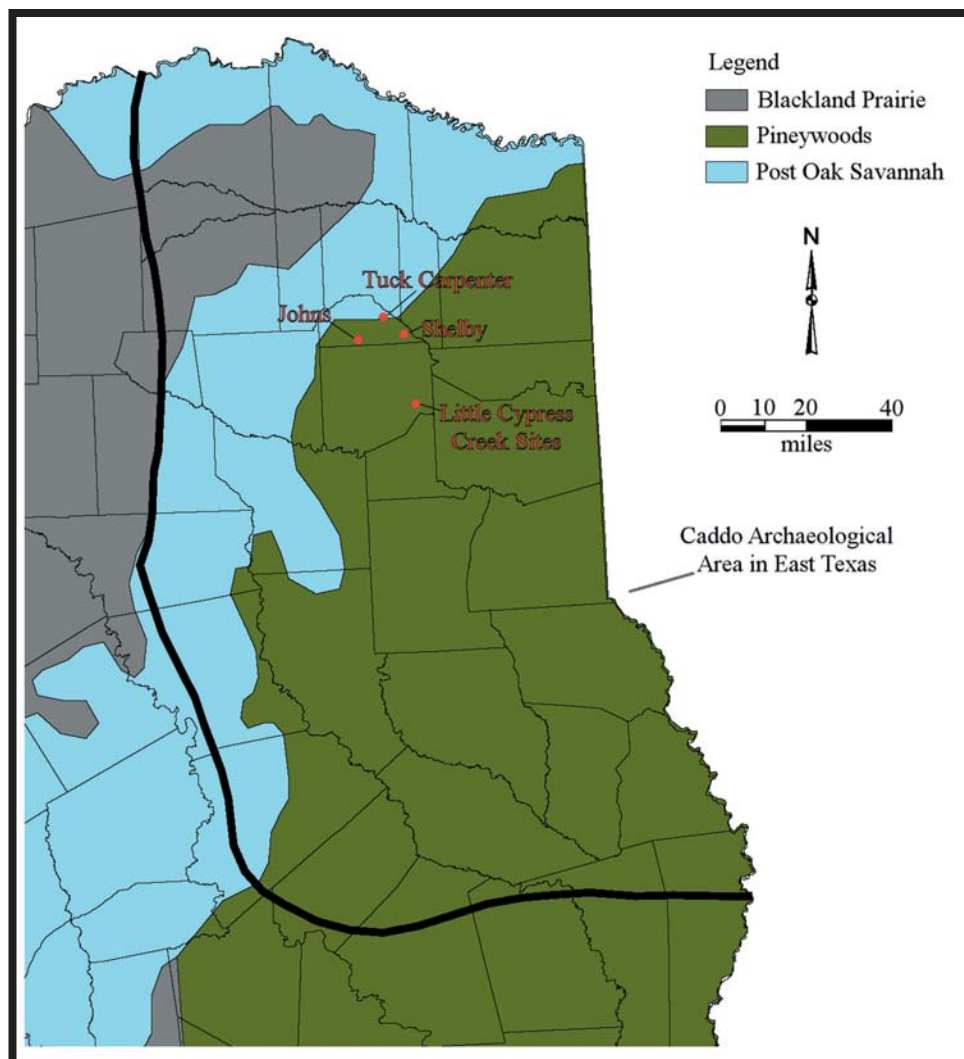 Legend
Blackland Prairie
Pineywoods
Post Oak Savannah
N
Tuck Carpenter
Johns
Shelby
Little Cypress
Creek Sites
0 10 20 40
miles
Caddo Archaeological
Area in East Texas